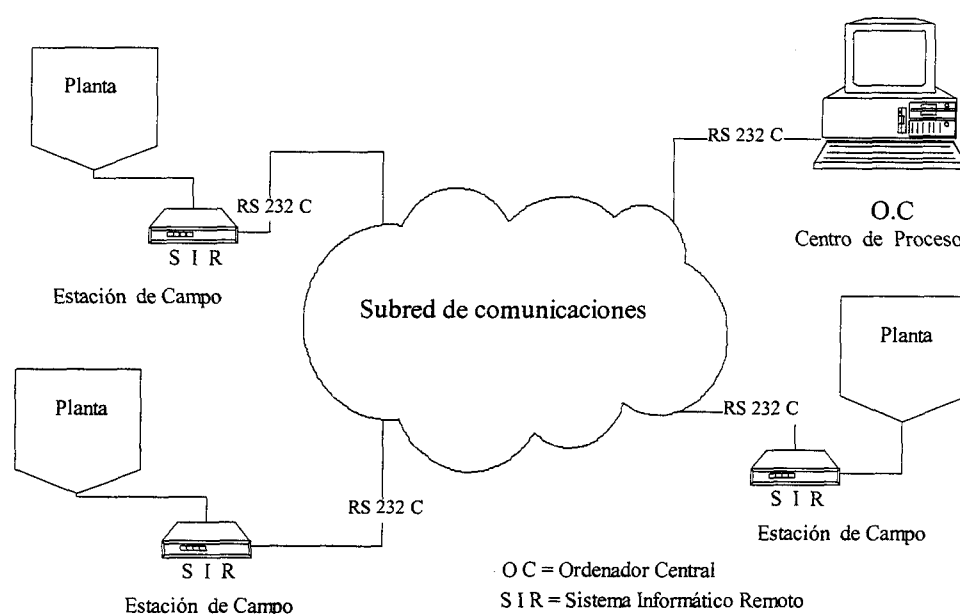 Planta
RS 232 C
S I R
Estación de Campo
RS 232 C
O.C
Centro de Proceso
Subred de comunicaciones
Planta
RS 232 C
S I R
Estación de Campo
Planta
RS 232 C
S I R
Estación de Campo
O C = Ordenador Central
S I R = Sistema Informático Remoto